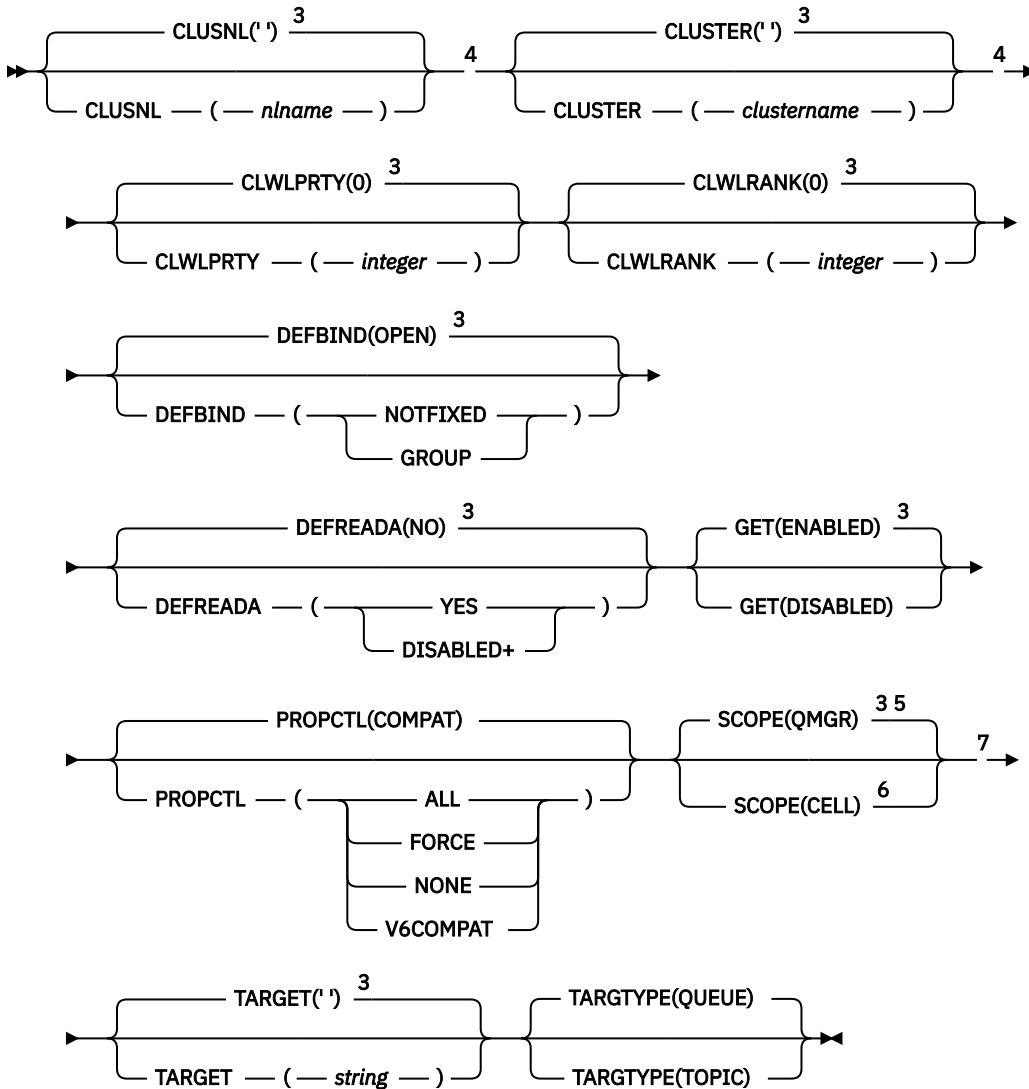 CLUSNL(' ') 3 CLUSTER(' ') 3
4 4
CLUSNL ( nlname ) CLUSTER ( clustername )
CLWLPRTY(0) 3 CLWLRANK(0) 3
CLWLPRTY ( integer ) CLWLRANK ( integer )
DEFBIND(OPEN) 3
DEFBIND ( NOTFIXED )
GROUP
DEFREADA(NO) 3 GET(ENABLED) 3
DEFREADA ( YES ) GET(DISABLED)
DISABLED+
PROPCTL(COMPAT) SCOPE(QMGR) 3 5
7
PROPCTL ( ALL ) SCOPE(CELL) 6
FORCE
NONE
V6COMPAT
TARGET(' ') 3 TARGTYPE(QUEUE)
TARGET ( string ) TARGTYPE(TOPIC)